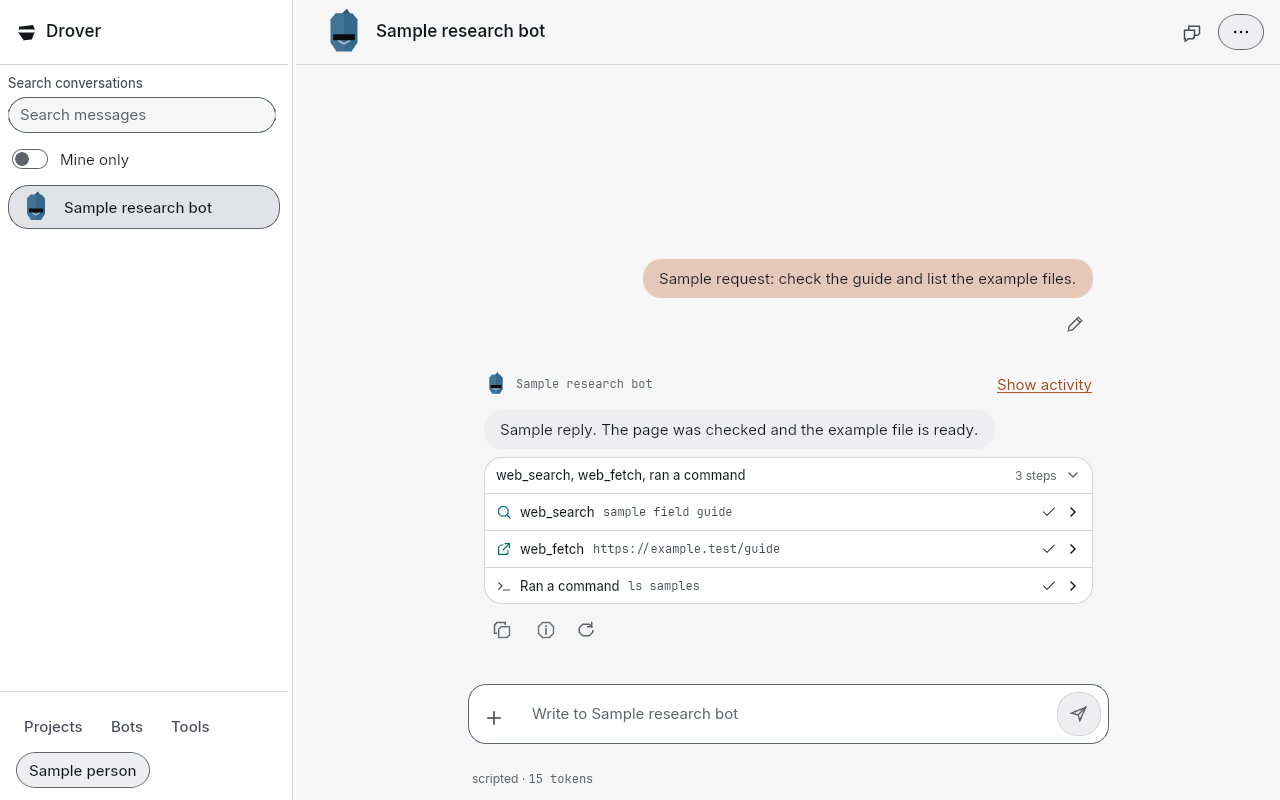 Drover
Sample research bot
Search conversations
Search messages
Mine only
Sample research bot
Sample request: check the guide and list the example files.
Sample research bot
Show activity
Sample reply. The page was checked and the example file is ready.
web_search, web_fetch, ran a command
3 steps
web_search sample field guide
web_fetch https://example.test/guide
Ran a command ls samples
Write to Sample research bot
scripted · 15 tokens
Projects
Bots
Tools
Sample person